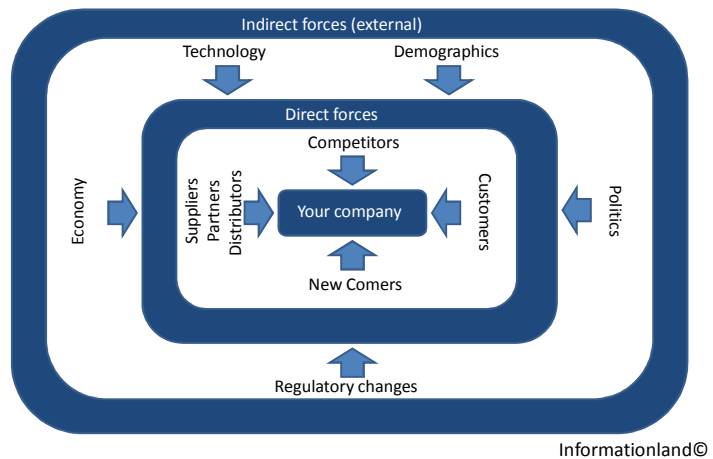 Indirect forces (external)
Technology
Demographics
Direct forces
Competitors
Economy
Suppliers
Partners
Distributors
Your company
Customers
Politics
New Comers
Regulatory changes
Informationland©